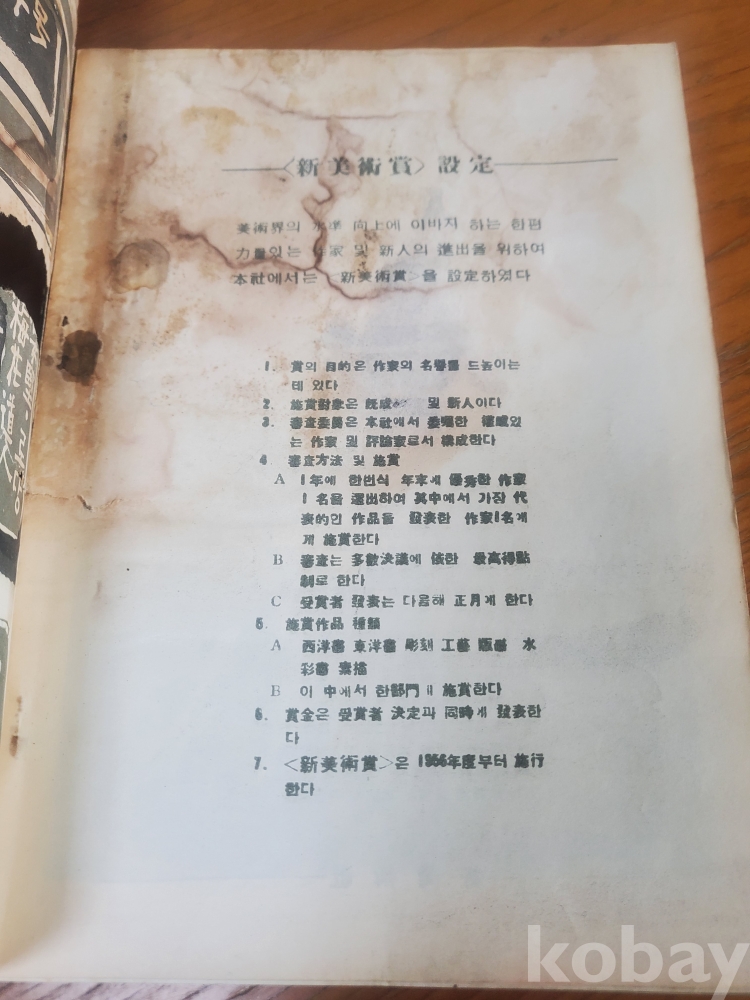 〈新美術賞〉設定
美術界의 水準 向上에 이바지 하는 한편
力量있는 作家 및 新人의 進出을 위하여
本社에서는 〈新美術賞〉을 設定하였다
1. 賞의 目的은 作家의 名譽를 드높이는
데 있다
2. 施賞對象은 旣成 및 新人이다
3. 審査委員은 本社에서 委囑한 權威있
는 作家 및 評論家로서 構成한다
4. 審査方法 및 施賞
A 1年에 한번식 年末에 優秀한 作家
1名을 選出하여 其中에서 가장 代
表的인 作品을 發表한 作家1名게
게 施賞한다
B 審査는 多數決議에 依한 最高得點
制로 한다
C 受賞者 發表는 다음해 正月게 한다
5. 施賞作品 種類
A 西洋畵 東洋畵 彫刻 工藝 版畵 水
彩畵 素描
B 이 中에서 한部門 施賞한다
6. 賞金은 受賞者 決定과 同時게 發表한
다
7. 〈新美術賞〉은 1956年度부터 施行
한다
kobay